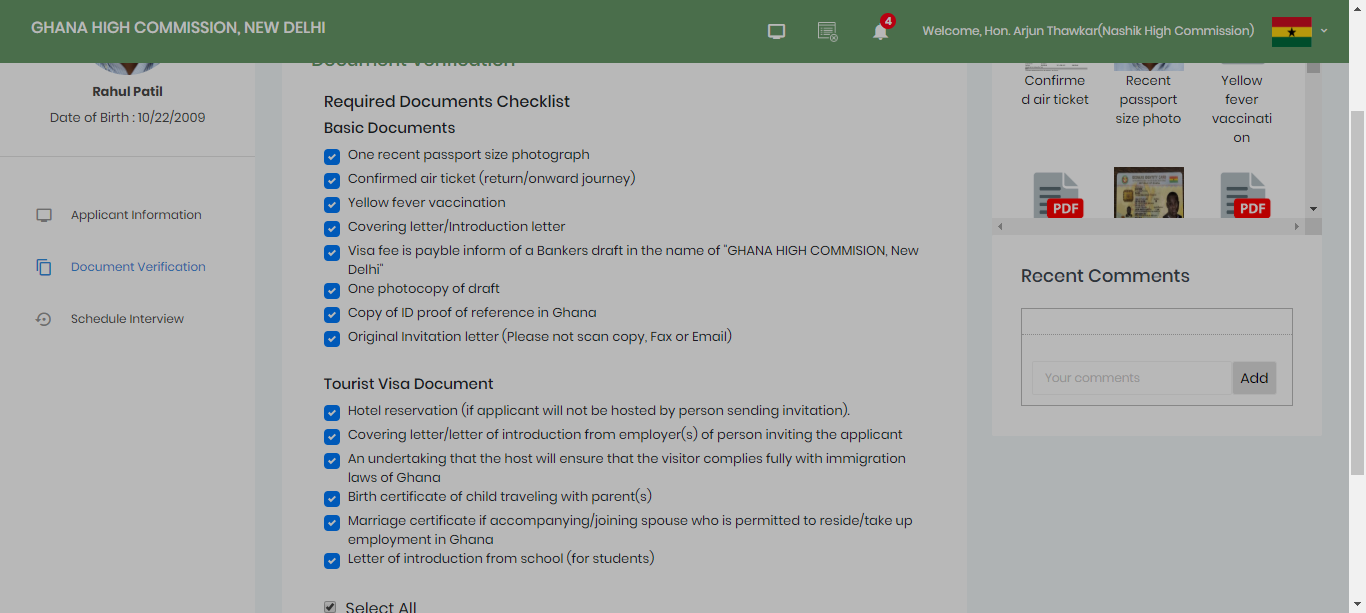 GHANA HIGH COMMISSION, NEW DELHI
4
Welcome, Hon. Arjun Thawkar(Nashik High Commission)
Rahul Patil
Date of Birth : 10/22/2009
Applicant Information
Document Verification
Schedule Interview
Document Verification
Required Documents Checklist
Basic Documents
One recent passport size photograph
Confirmed air ticket (return/onward journey)
Yellow fever vaccination
Covering letter/Introduction letter
Visa fee is payble inform of a Bankers draft in the name of "GHANA HIGH COMMISION, New
Delhi"
One photocopy of draft
Copy of ID proof of reference in Ghana
Original Invitation letter (Please not scan copy, Fax or Email)
Tourist Visa Document
Hotel reservation (if applicant will not be hosted by person sending invitation).
Covering letter/letter of introduction from employer(s) of person inviting the applicant
An undertaking that the host will ensure that the visitor complies fully with immigration
laws of Ghana
Birth certificate of child traveling with parent(s)
Marriage certificate if accompanying/joining spouse who is permitted to reside/take up
employment in Ghana
Letter of introduction from school (for students)
Select All
Confirme
d air ticket
Recent
passport
size photo
Yellow
fever
vaccinati
on
PDF
PDF
Recent Comments
Your comments
Add